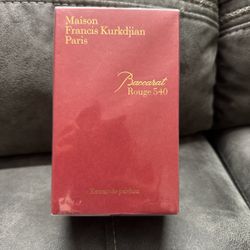 Maison
Francis Kurkdjian
Paris
Baccarat
Rouge 540
Extrait de parfum